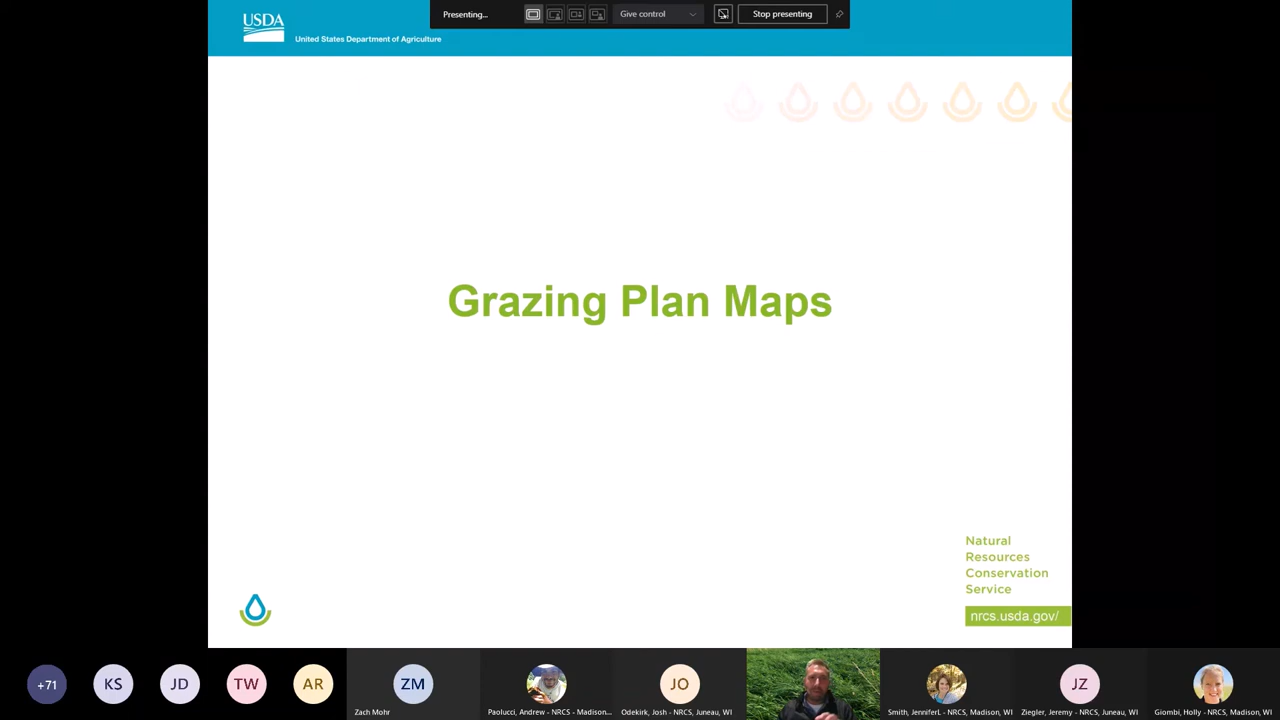 USDA
United States Department of Agriculture
Presenting...
Give control
Stop presenting
Grazing Plan Maps
Natural
Resources
Conservation
Service
nrcs.usda.gov/
+71
KS
JD
TW
AR
ZM
Zach Mohr
Paolucci, Andrew - NRCS - Madison...
JO
Odekirk, Josh - NRCS, Juneau, WI
Smith, JenniferL - NRCS, Madison, WI
JZ
Ziegler, Jeremy - NRCS, Juneau, WI
Giombi, Holly - NRCS, Madison, WI